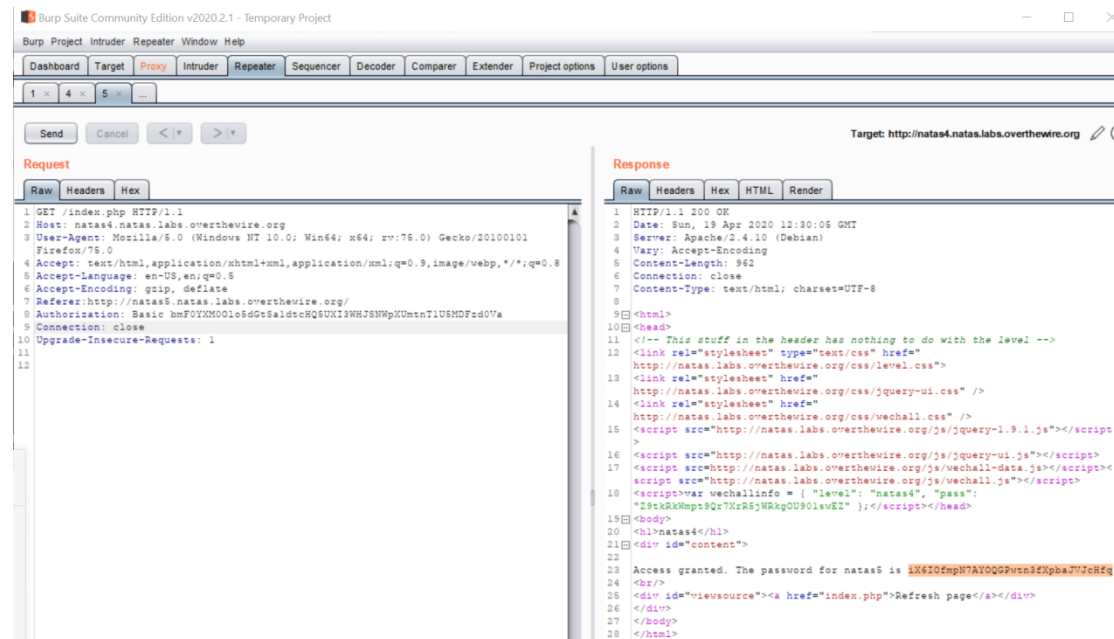 Burp Suite Community Edition v2020.2.1 - Temporary Project
Burp Project Intruder Repeater Window Help
Dashboard Target Proxy Intruder Repeater Sequencer Decoder Comparer Extender Project options User options
1 × 4 × 5 × ...
Send Cancel < > Target: http://natas4.natas.labs.overthewire.org
Request
Raw Headers Hex
1 GET /index.php HTTP/1.1
2 Host: natas4.natas.labs.overthewire.org
3 User-Agent: Mozilla/5.0 (Windows NT 10.0; Win64; x64; rv:75.0) Gecko/20100101
Firefox/75.0
4 Accept: text/html,application/xhtml+xml,application/xml;q=0.9,image/webp,*/*;q=0.8
5 Accept-Language: en-US,en;q=0.5
6 Accept-Encoding: gzip, deflate
7 Referer:http://natas5.natas.labs.overthewire.org/
8 Authorization: Basic
9 Connection: close
10 Upgrade-Insecure-Requests: 1
11
12
Response
Raw Headers Hex HTML Render
1 HTTP/1.1 200 OK
2 Date: Sun, 19 Apr 2020 12:30:05 GMT
3 Server: Apache/2.4.10 (Debian)
4 Vary: Accept-Encoding
5 Content-Length: 962
6 Connection: close
7 Content-Type: text/html; charset=UTF-8
8
9 <html>
10 <head>
11 <!-- This stuff in the header has nothing to do with the level -->
12 <link rel="stylesheet" type="text/css" href="
http://natas.labs.overthewire.org/css/level.css">
13 <link rel="stylesheet" href="
http://natas.labs.overthewire.org/css/jquery-ui.css" />
14 <link rel="stylesheet" href="
http://natas.labs.overthewire.org/css/wechall.css" />
15 <script src="http://natas.labs.overthewire.org/js/jquery-1.9.1.js"></script
>
16 <script src="http://natas.labs.overthewire.org/js/jquery-ui.js"></script>
17 <script src=http://natas.labs.overthewire.org/js/wechall-data.js></script><
script src="http://natas.labs.overthewire.org/js/wechall.js"></script>
18 <script>var wechallinfo = { "level": "natas4", "pass":
"Z9tkRkWmpt9Qr7XrR5jWRkgOU901swEZ" };</script></head>
19 <body>
20 <h1>natas4</h1>
21 <div id="content">
22
23 Access granted. The password for natas5 is iX6IOfmpN7AYOQGPwtn3fXpbaJVJcHfq
24 <br/>
25 <div id="viewsource"><a href="index.php">Refresh page</a></div>
26 </div>
27 </body>
28 </html>